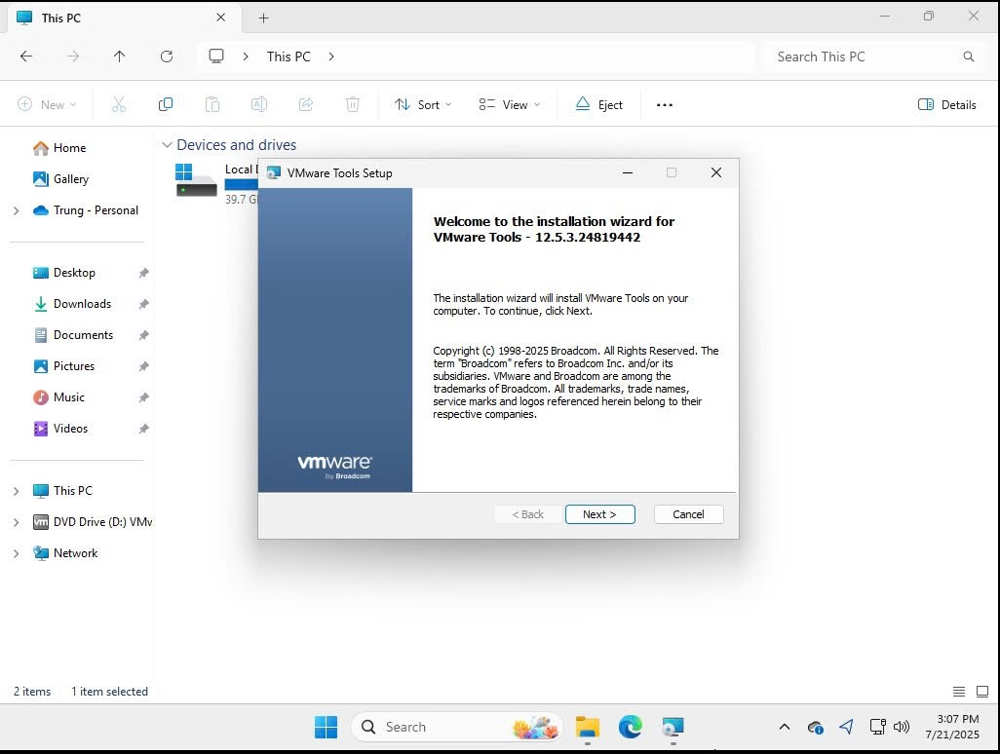 This PC
This PC
Search This PC
New
Sort
View
Eject
Details
Home
Gallery
Trung - Personal
Desktop
Downloads
Documents
Pictures
Music
Videos
This PC
DVD Drive (D:) VMw
Network
Devices and drives
Local
39.7 G
VMware Tools Setup
Welcome to the installation wizard for
VMware Tools - 12.5.3.24819442
The installation wizard will install VMware Tools on your
computer. To continue, click Next.
Copyright (c) 1998-2025 Broadcom. All Rights Reserved. The
term "Broadcom" refers to Broadcom Inc. and/or its
subsidiaries. VMware and Broadcom are among the
trademarks of Broadcom. All trademarks, trade names,
service marks and logos referenced herein belong to their
respective companies.
vmware®
by Broadcom
< Back
Next >
Cancel
2 items
1 item selected
Search
3:07 PM
7/21/2025